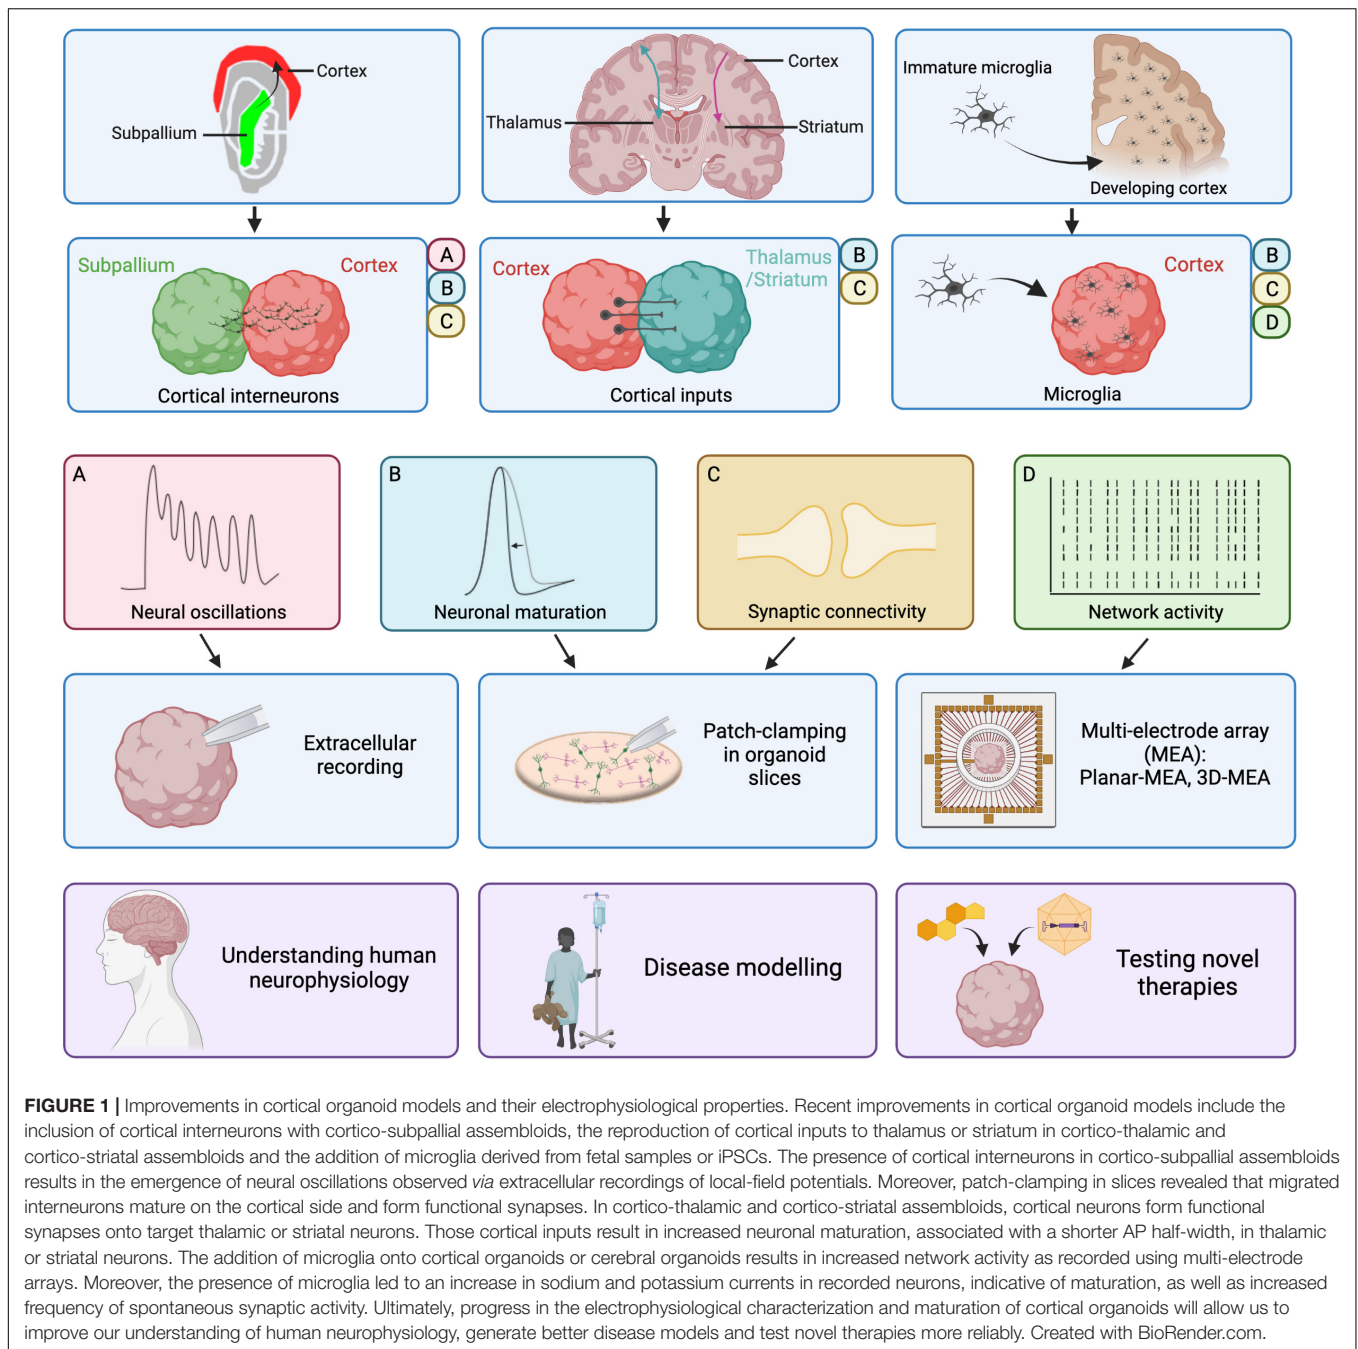 Cortex
Subpallium
Cortex
Thalamus
Striatum
Immature microglia
Developing cortex
Subpallium
Cortex
Cortical interneurons
A
B
C
Cortex
Thalamus
/Striatum
Cortical inputs
B
C
Cortex
Microglia
B
C
D
A
Neural oscillations
B
Neuronal maturation
C
Synaptic connectivity
D
Network activity
Extracellular
recording
Patch-clamping
in organoid
slices
Multi-electrode array
(MEA):
Planar-MEA, 3D-MEA
Understanding human
neurophysiology
Disease modelling
Testing novel
therapies
FIGURE 1 | Improvements in cortical organoid models and their electrophysiological properties. Recent improvements in cortical organoid models include the
inclusion of cortical interneurons with cortico-subpallial assembloids, the reproduction of cortical inputs to thalamus or striatum in cortico-thalamic and
cortico-striatal assembloids and the addition of microglia derived from fetal samples or iPSCs. The presence of cortical interneurons in cortico-subpallial assembloids
results in the emergence of neural oscillations observed via extracellular recordings of local-field potentials. Moreover, patch-clamping in slices revealed that migrated
interneurons mature on the cortical side and form functional synapses. In cortico-thalamic and cortico-striatal assembloids, cortical neurons form functional
synapses onto target thalamic or striatal neurons. Those cortical inputs result in increased neuronal maturation, associated with a shorter AP half-width, in thalamic
or striatal neurons. The addition of microglia onto cortical organoids or cerebral organoids results in increased network activity as recorded using multi-electrode
arrays. Moreover, the presence of microglia led to an increase in sodium and potassium currents in recorded neurons, indicative of maturation, as well as increased
frequency of spontaneous synaptic activity. Ultimately, progress in the electrophysiological characterization and maturation of cortical organoids will allow us to
improve our understanding of human neurophysiology, generate better disease models and test novel therapies more reliably. Created with BioRender.com.